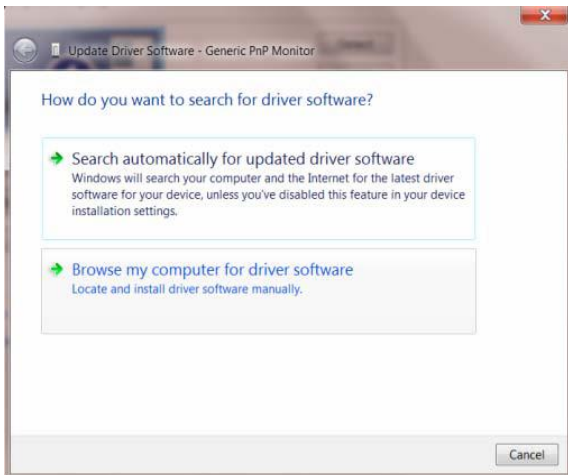 Update Driver Software - Generic PnP Monitor
How do you want to search for driver software?
Search automatically for updated driver software
Windows will search your computer and the Internet for the latest driver
software for your device, unless you've disabled this feature in your device
installation settings.
Browse my computer for driver software
Locate and install driver software manually.
Cancel